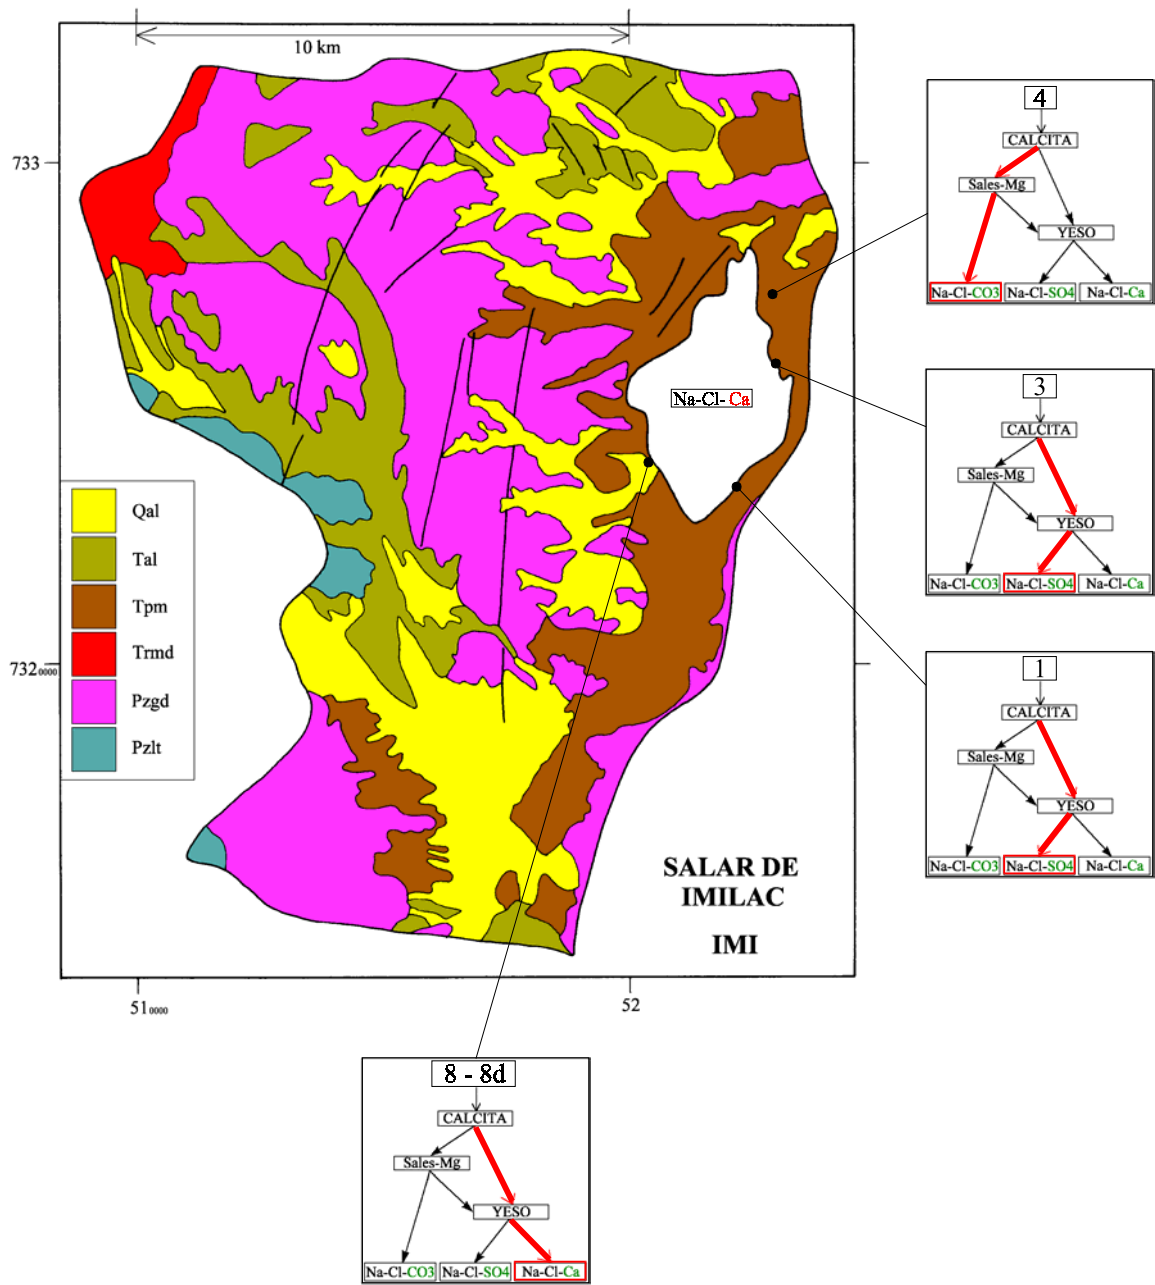 10 km
733
7320000
510000
52
Na-Cl- Ca
Qal
Tal
Tpm
Trmd
Pzgd
Pzlt
SALAR DE
IMILAC
IMI
4
CALCITA
Sales-Mg
YESO
Na-Cl-CO3 Na-Cl-SO4 Na-Cl-Ca
3
CALCITA
Sales-Mg
YESO
Na-Cl-CO3 Na-Cl-SO4 Na-Cl-Ca
1
CALCITA
Sales-Mg
YESO
Na-Cl-CO3 Na-Cl-SO4 Na-Cl-Ca
8 - 8d
CALCITA
Sales-Mg
YESO
Na-Cl-CO3 Na-Cl-SO4 Na-Cl-Ca